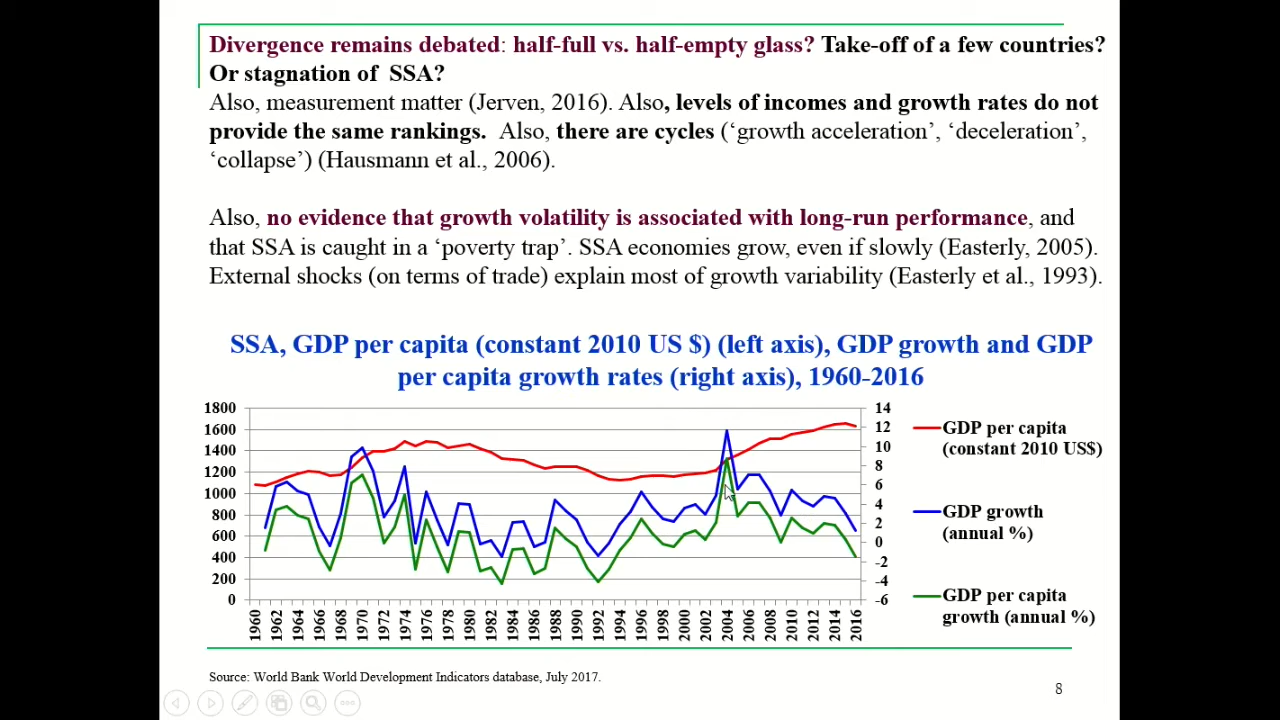 Divergence remains debated: half-full vs. half-empty glass? Take-off of a few countries?
Or stagnation of SSA?
Also, measurement matter (Jerven, 2016). Also, levels of incomes and growth rates do not
provide the same rankings. Also, there are cycles (‘growth acceleration’, ‘deceleration’,
‘collapse’) (Hausmann et al., 2006).
Also, no evidence that growth volatility is associated with long-run performance, and
that SSA is caught in a ‘poverty trap’. SSA economies grow, even if slowly (Easterly, 2005).
External shocks (on terms of trade) explain most of growth variability (Easterly et al., 1993).
SSA, GDP per capita (constant 2010 US $) (left axis), GDP growth and GDP
per capita growth rates (right axis), 1960-2016
1800
1600
1400
1200
1000
800
600
400
200
0
14
12
10
8
6
4
2
0
-2
-4
-6
1960 1962 1964 1966 1968 1970 1972 1974 1976 1978 1980 1982 1984 1986 1988 1990 1992 1994 1996 1998 2000 2002 2004 2006 2008 2010 2012 2014 2016
GDP per capita
(constant 2010 US$)
GDP growth
(annual %)
GDP per capita
growth (annual %)
Source: World Bank World Development Indicators database, July 2017.
8